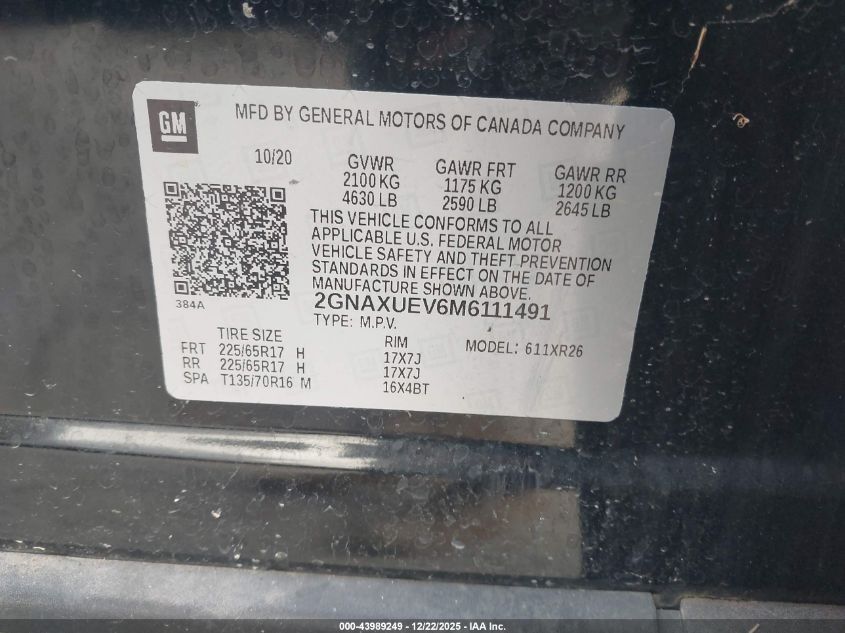 GM
MFD BY GENERAL MOTORS OF CANADA COMPANY
10/20 GVWR GAWR FRT GAWR RR
2100 KG 1175 KG 1200 KG
4630 LB 2590 LB 2645 LB
THIS VEHICLE CONFORMS TO ALL
APPLICABLE U.S. FEDERAL MOTOR
VEHICLE SAFETY AND THEFT PREVENTION
STANDARDS IN EFFECT ON THE DATE OF
MANUFACTURE SHOWN ABOVE.
384A
2GNAXUEV6M6111491
TYPE: M.P.V.
TIRE SIZE RIM MODEL: 611XR26
FRT 225/65R17 H 17X7J
RR 225/65R17 H 17X7J
SPA T135/70R16 M 16X4BT
000-43989249 - 12/22/2025 - IAA Inc.